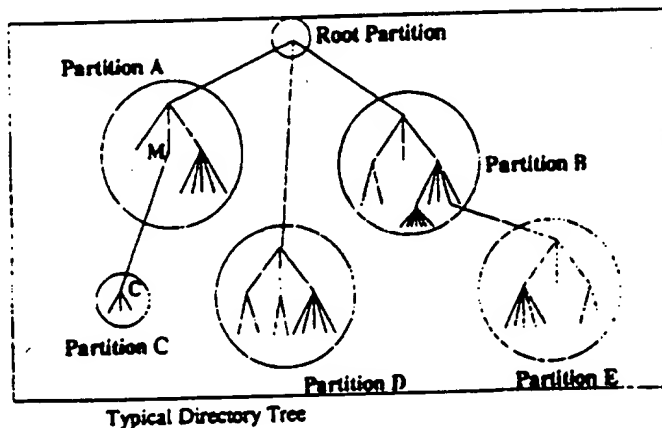 Root Partition
Partition A
M
Partition B
C
Partition C
Partition D
Partition E
Typical Directory Tree